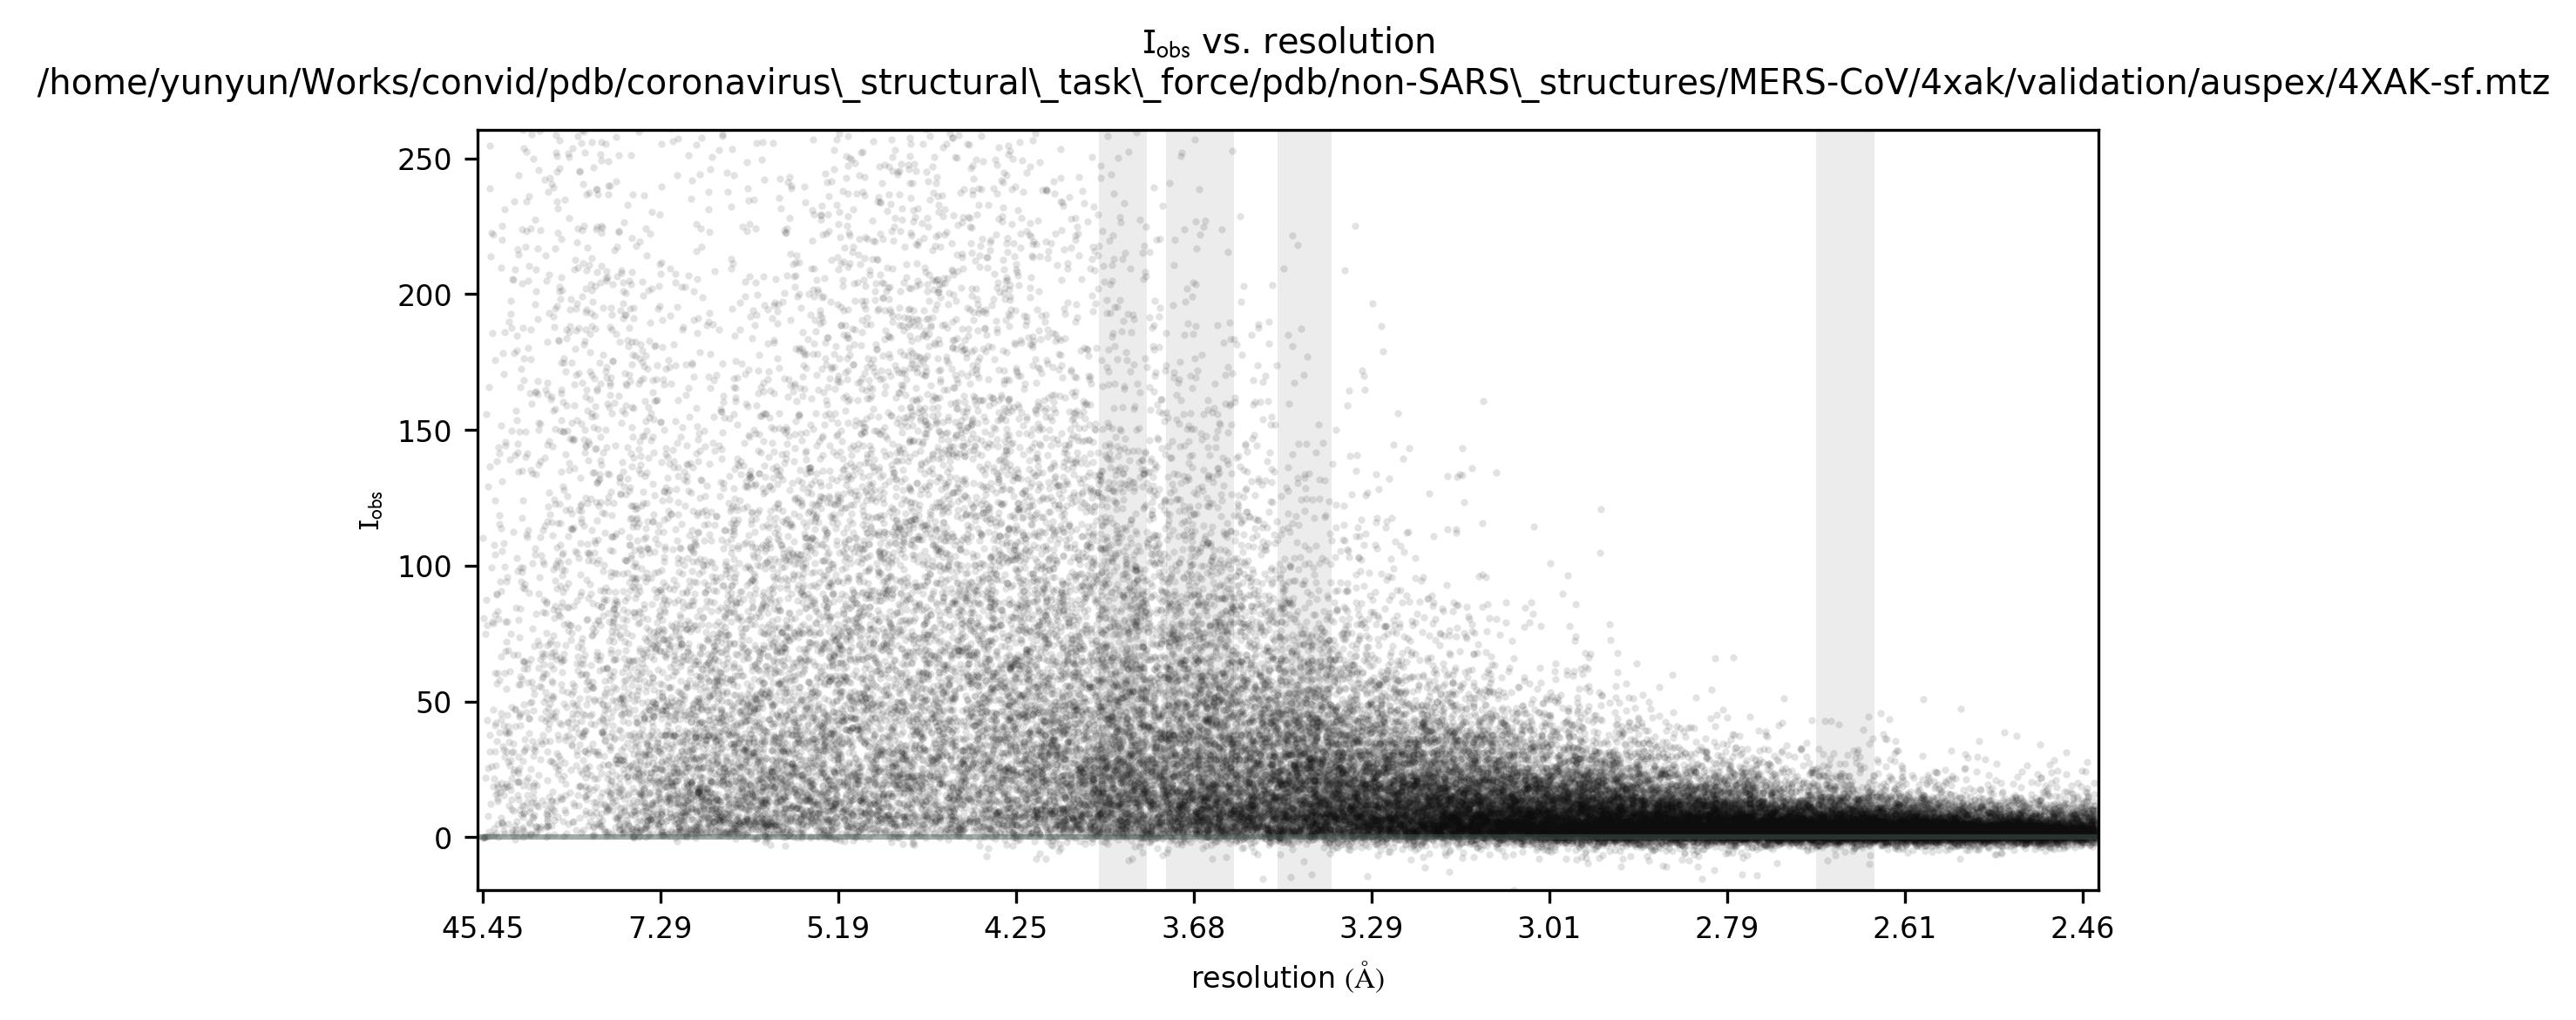 I_obs vs. resolution
/home/yunyun/Works/convid/pdb/coronavirus\_structural\_task\_force/pdb/non-SARS\_structures/MERS-CoV/4xak/validation/auspex/4XAK-sf.mtz
250
200
150
100
50
0
I_obs
45.45 7.29 5.19 4.25 3.68 3.29 3.01 2.79 2.61 2.46
resolution (Å)